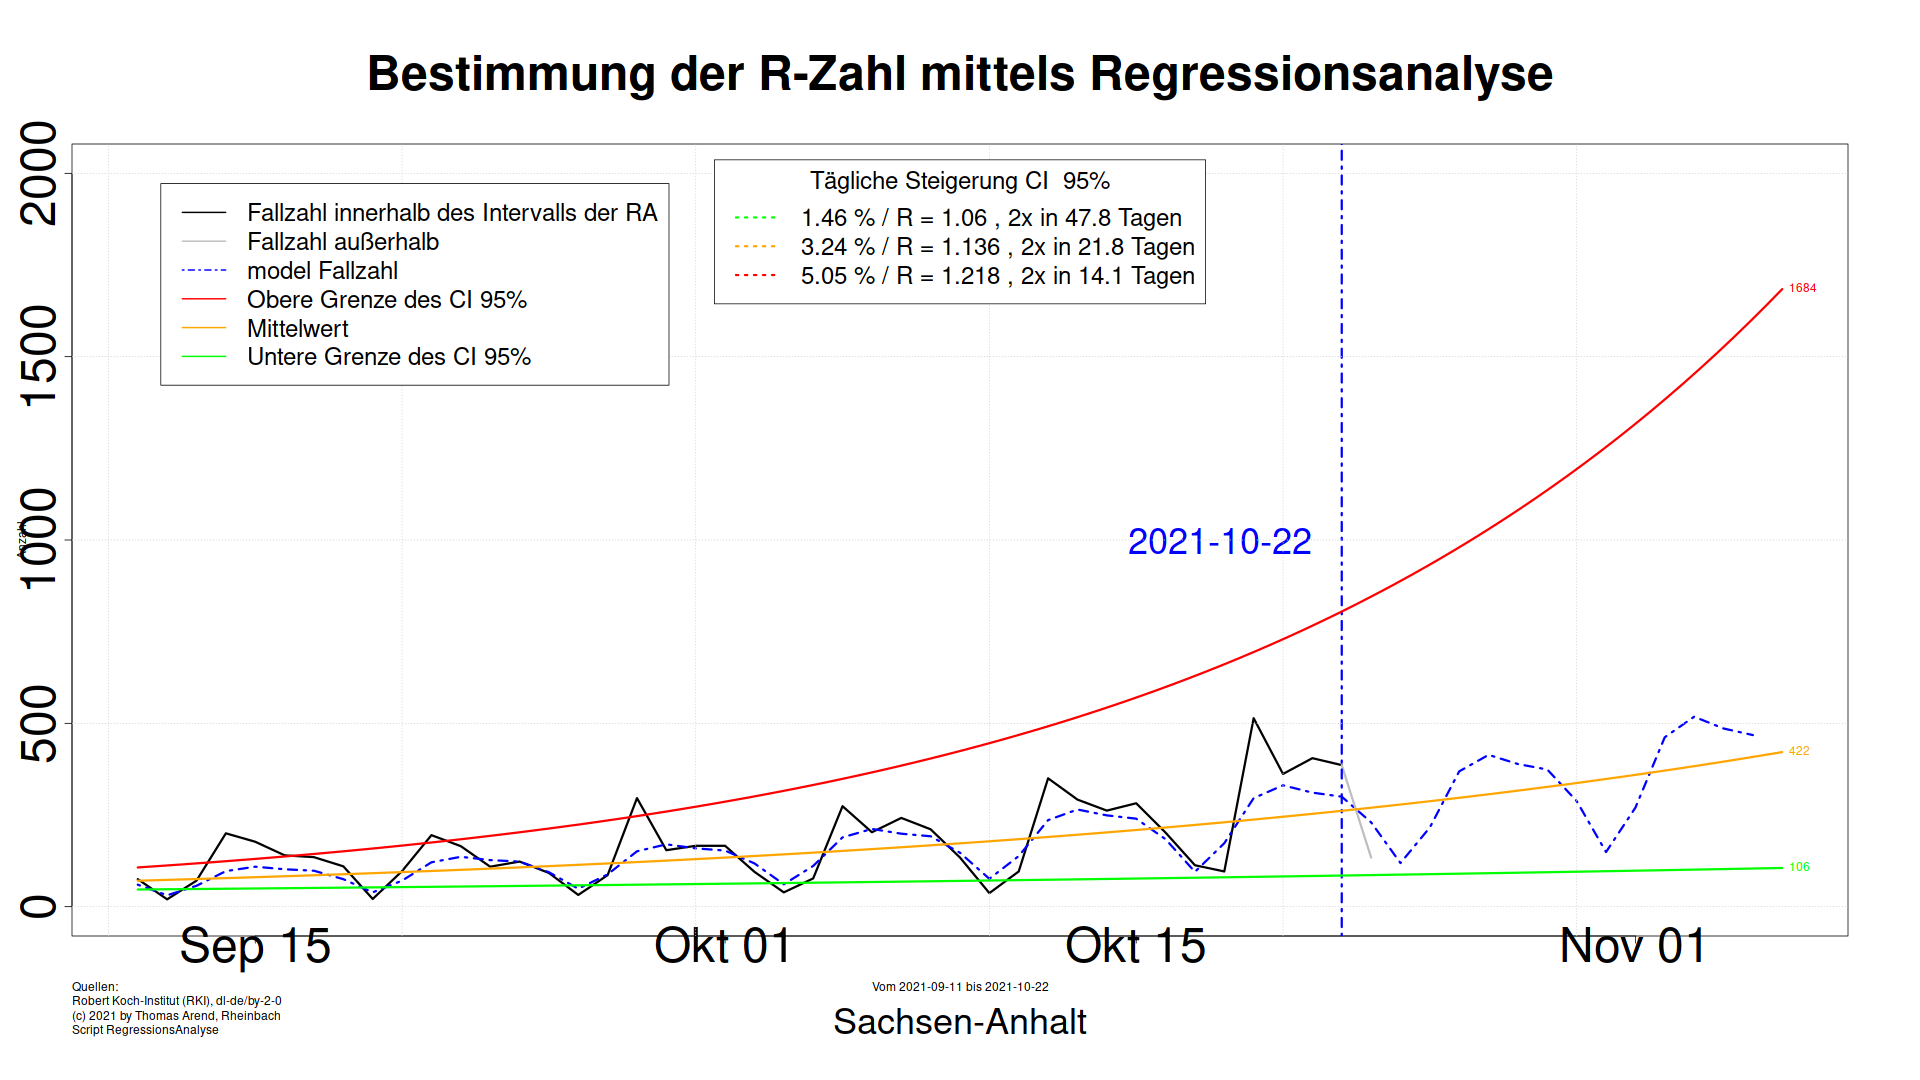 Bestimmung der R-Zahl mittels Regressionsanalyse
2000
1500
1000
500
0
Anzahl
Fallzahl innerhalb des Intervalls der RA
Fallzahl außerhalb
model Fallzahl
Obere Grenze des CI 95%
Mittelwert
Untere Grenze des CI 95%
Tägliche Steigerung CI  95%
1.46 % / R = 1.06 , 2x in 47.8 Tagen
3.24 % / R = 1.136 , 2x in 21.8 Tagen
5.05 % / R = 1.218 , 2x in 14.1 Tagen
1684
2021-10-22
422
106
Sep 15
Okt 01
Okt 15
Nov 01
Quellen:
Robert Koch-Institut (RKI), dl-de/by-2-0
(c) 2021 by Thomas Arend, Rheinbach
Script RegressionsAnalyse
Vom 2021-09-11 bis 2021-10-22
Sachsen-Anhalt